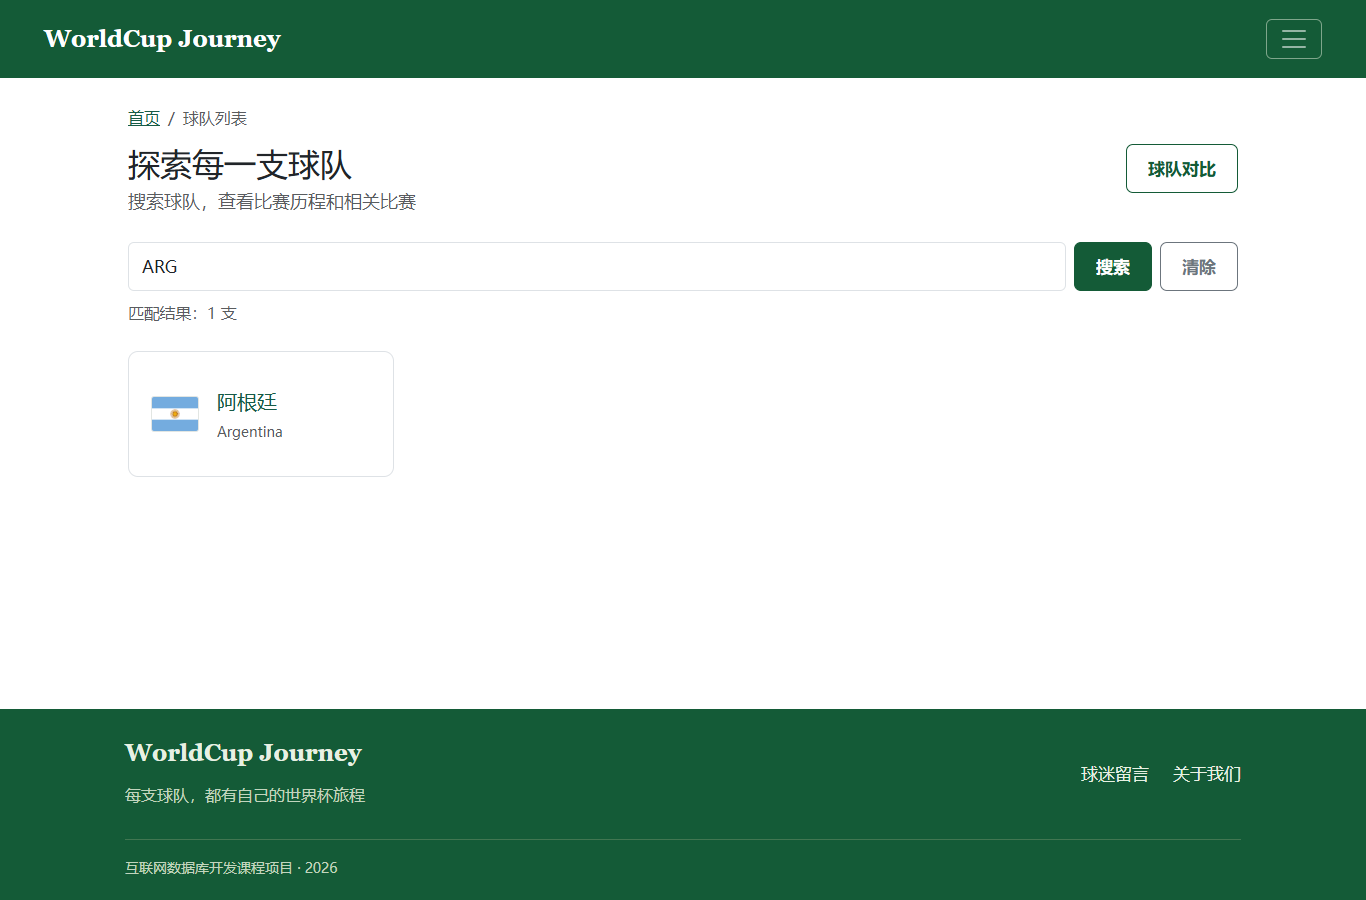 WorldCup Journey
首页 / 球队列表
探索每一支球队
球队对比
搜索球队，查看比赛历程和相关比赛
ARG
搜索
清除
匹配结果：1 支
阿根廷
Argentina
WorldCup Journey
每支球队，都有自己的世界杯旅程
球迷留言
关于我们
互联网数据库开发课程项目 · 2026